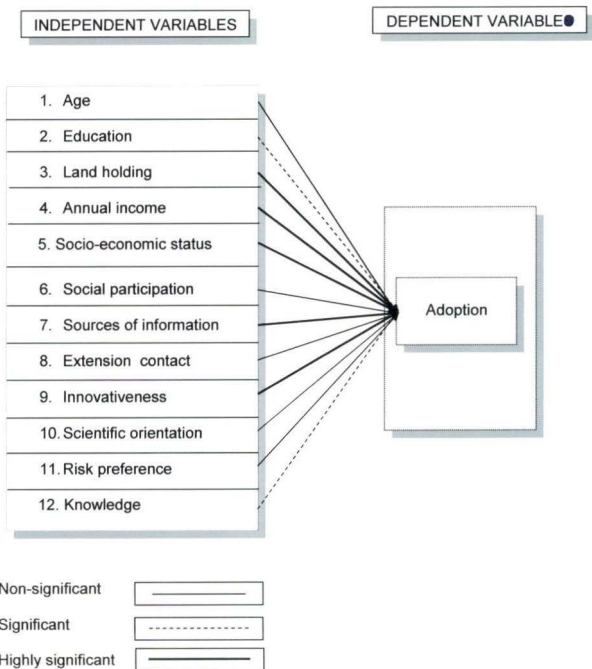 INDEPENDENT VARIABLES
DEPENDENT VARIABLE
1. Age
2. Education
3. Land holding
4. Annual income
5. Socio-economic status
6. Social participation
7. Sources of information
8. Extension contact
9. Innovativeness
10. Scientific orientation
11. Risk preference
12. Knowledge
Adoption
Non-significant
Significant
Highly significant